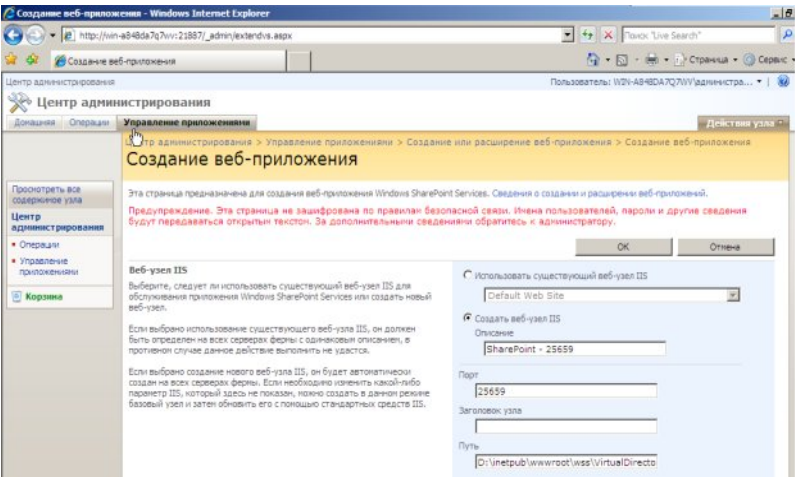 Создание веб-приложения - Windows Internet Explorer
http://win-a848da7q7wv:21887/_admin/extendvs.aspx
Поиск "Live Search"
Создание веб-приложения
Страница
Сервис
Центр администрирования
Пользователь: WIN-A848DA7Q7WV\администра...
Центр администрирования
Домашняя Операции Управление приложениями
Действия узла
Центр администрирования > Управление приложениями > Создание или расширение веб-приложения > Создание веб-приложения
Создание веб-приложения
Просмотреть все
содержимое узла
Центр
администрирования
Операции
Управление
приложениями
Корзина
Эта страница предназначена для создания веб-приложения Windows SharePoint Services. Сведения о создании и расширении веб-приложений.
Предупреждение. Эта страница не зашифрована по правилам безопасной связи. Имена пользователей, пароли и другие сведения
будут передаваться открытым текстом. За дополнительными сведениями обратитесь к администратору.
OK
Отмена
Веб-узел IIS
Выберите, следует ли использовать существующий веб-узел IIS для
обслуживания приложения Windows SharePoint Services или создать новый
веб-узел.
Если выбрано использование существующего веб-узла IIS, он должен
быть определен на всех серверах фермы с одинаковым описанием, в
противном случае данное действие выполнить не удастся.
Если выбрано создание нового веб-узла IIS, он будет автоматически
создан на всех серверах фермы. Если необходимо изменить какой-либо
параметр IIS, который здесь не показан, можно создать в данном режиме
базовый узел и затем обновить его с помощью стандартных средств IIS.
Использовать существующий веб-узел IIS
Default Web Site
Создать веб-узел IIS
Описание
SharePoint - 25659
Порт
25659
Заголовок узла
Путь
D:\inetpub\wwwroot\wss\VirtualDirecto